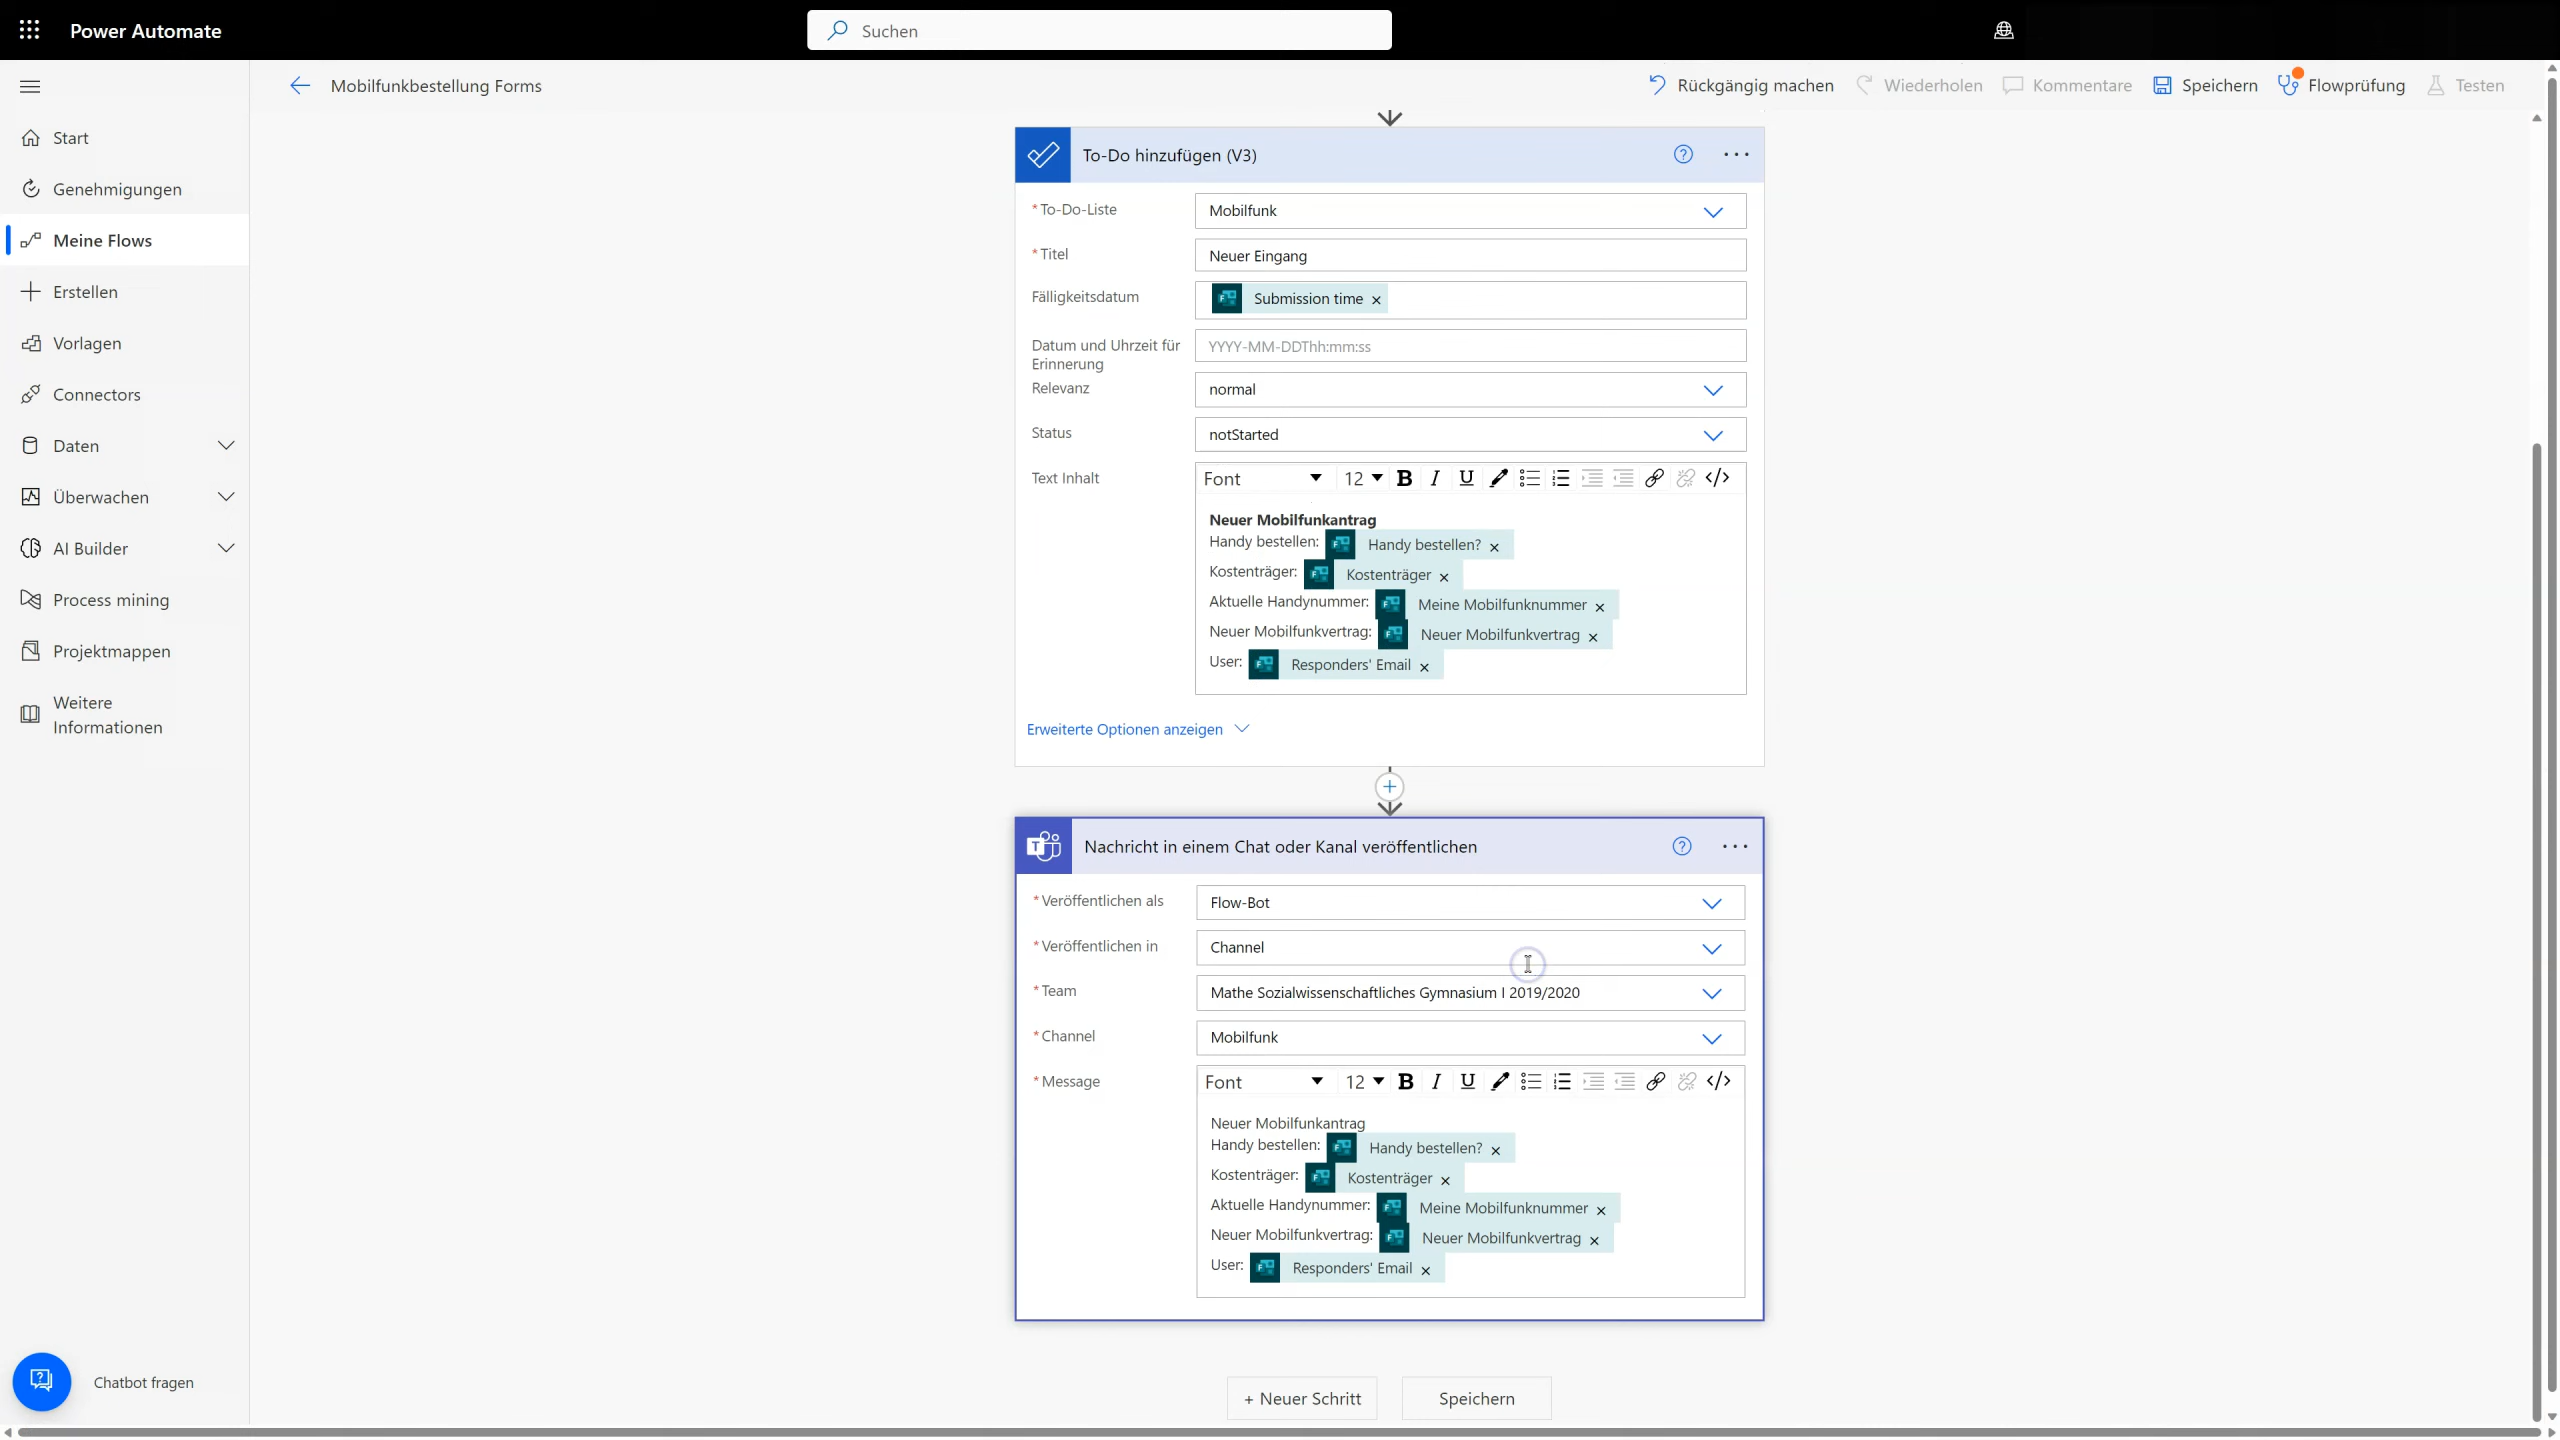 Power Automate
Suchen
Mobilfunkbestellung Forms
Rückgängig machen
Wiederholen
Kommentare
Speichern
Flowprüfung
Testen
Start
Genehmigungen
Meine Flows
Erstellen
Vorlagen
Connectors
Daten
Überwachen
AI Builder
Process mining
Projektmappen
Weitere
Informationen
Chatbot fragen
To-Do hinzufügen (V3)
* To-Do-Liste
Mobilfunk
* Titel
Neuer Eingang
Fälligkeitsdatum
Submission time
Datum und Uhrzeit für
Erinnerung
YYYY-MM-DDThh:mm:ss
Relevanz
normal
Status
notStarted
Text Inhalt
Font 12
Neuer Mobilfunkantrag
Handy bestellen: Handy bestellen?
Kostenträger: Kostenträger
Aktuelle Handynummer: Meine Mobilfunknummer
Neuer Mobilfunkvertrag: Neuer Mobilfunkvertrag
User: Responders' Email
Erweiterte Optionen anzeigen
Nachricht in einem Chat oder Kanal veröffentlichen
* Veröffentlichen als
Flow-Bot
* Veröffentlichen in
Channel
* Team
Mathe Sozialwissenschaftliches Gymnasium I 2019/2020
* Channel
Mobilfunk
* Message
Font 12
Neuer Mobilfunkantrag
Handy bestellen: Handy bestellen?
Kostenträger: Kostenträger
Aktuelle Handynummer: Meine Mobilfunknummer
Neuer Mobilfunkvertrag: Neuer Mobilfunkvertrag
User: Responders' Email
+ Neuer Schritt
Speichern